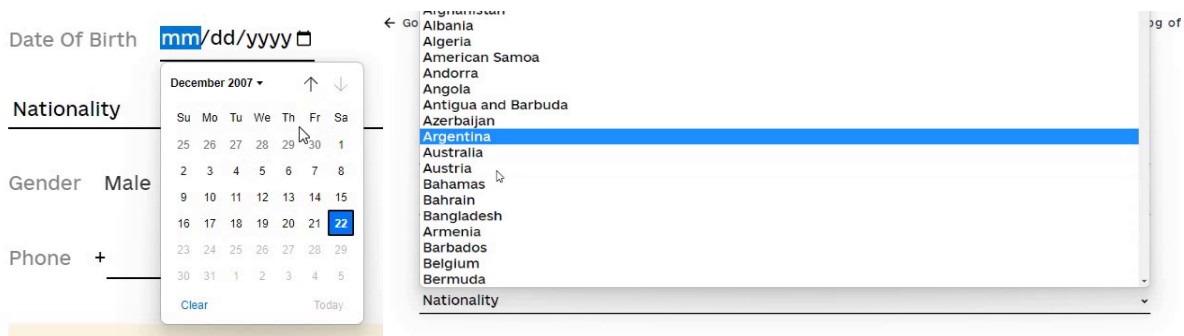 Date Of Birth mm/dd/yyyy
December 2007
Su Mo Tu We Th Fr Sa
25 26 27 28 29 30 1
2 3 4 5 6 7 8
9 10 11 12 13 14 15
16 17 18 19 20 21 22
23 24 25 26 27 28 29
30 31 1 2 3 4 5
Clear Today
Nationality
Gender Male
Phone +
Go
Afghanistan
Albania
Algeria
American Samoa
Andorra
Angola
Antigua and Barbuda
Azerbaijan
Argentina
Australia
Austria
Bahamas
Bahrain
Bangladesh
Armenia
Barbados
Belgium
Bermuda
Nationality
of